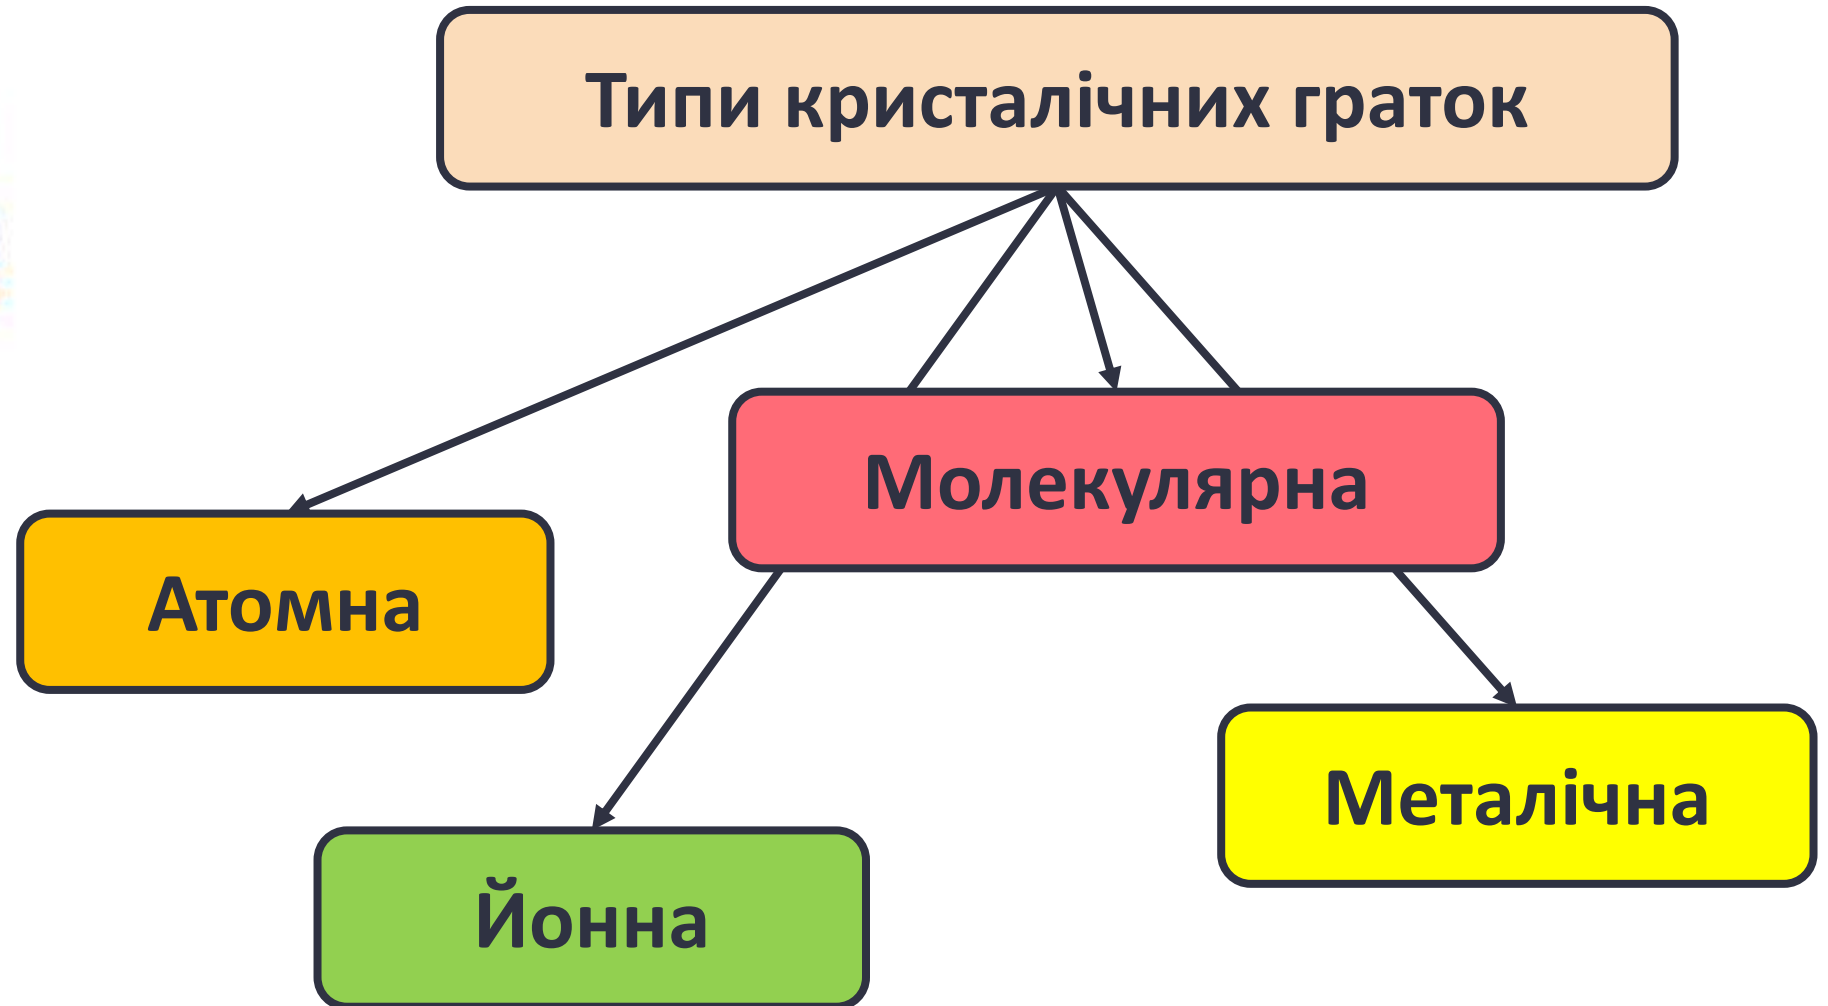 Типи кристалічних граток
Молекулярна
Атомна
Металічна
Йонна